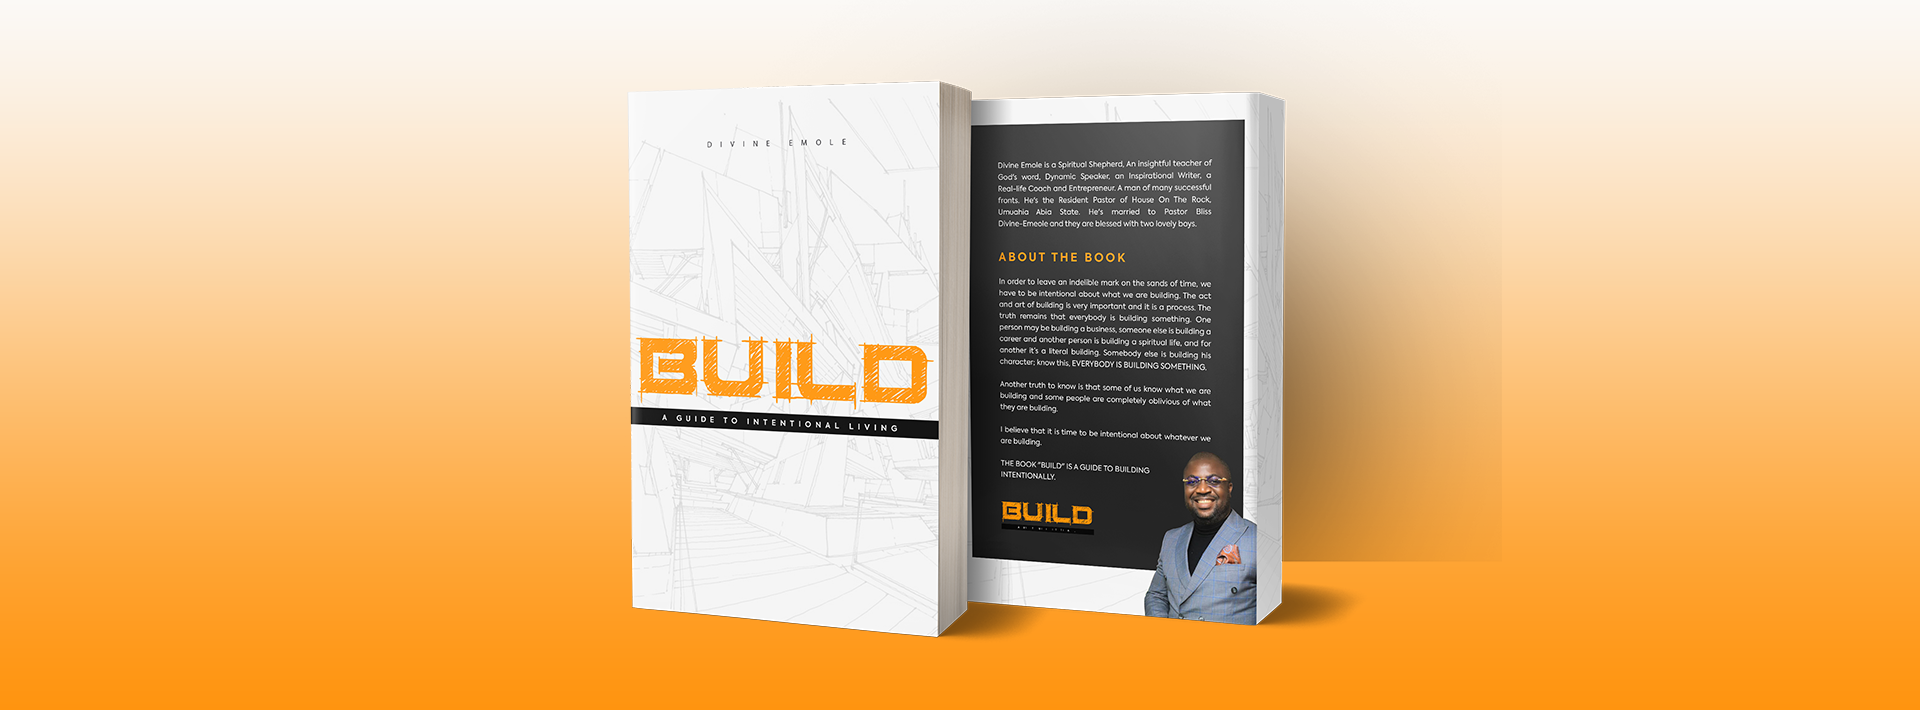 DIVINE EMOLE
BUILD
A GUIDE TO INTENTIONAL LIVING
Divine Emole is a Spiritual Shepherd, An insightful teacher of
God's word, Dynamic Speaker, an Inspirational Writer, a
Real-life Coach and Entrepreneur. A man of many successful
fronts. He's the Resident Pastor of House On The Rock,
Umuahia Abia State. He's married to Pastor Bliss
Divine-Emeole and they are blessed with two lovely boys.
ABOUT THE BOOK
In order to leave an indelible mark on the sands of time, we
have to be intentional about what we are building. The act
and art of building is very important and it is a process. The
truth remains that everybody is building something. One
person may be building a business, someone else is building a
career and another person is building a spiritual life, and for
another it's a literal building. Somebody else is building his
character; know this, EVERYBODY IS BUILDING SOMETHING.
Another truth to know is that some of us know what we are
building and some people are completely oblivious of what
they are building.
I believe that it is time to be intentional about whatever we
are building.
THE BOOK "BUILD" IS A GUIDE TO BUILDING
INTENTIONALLY.
BUILD